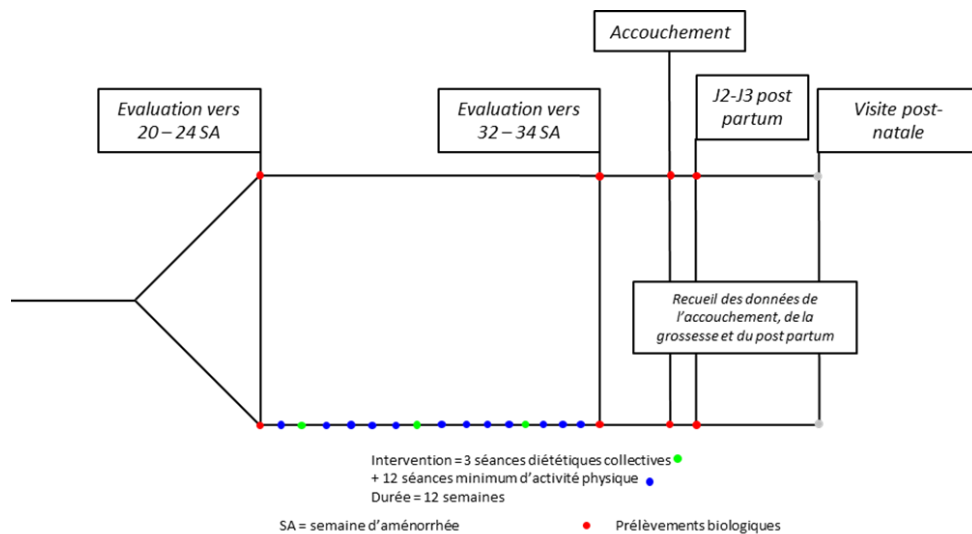 Accouchement
Evaluation vers
20 – 24 SA
Evaluation vers
32 – 34 SA
J2-J3 post
partum
Visite post-
natale
Recueil des données de
l'accouchement, de la
grossesse et du post partum
Intervention = 3 séances diététiques collectives
+ 12 séances minimum d'activité physique
Durée = 12 semaines
SA = semaine d'aménorrhée
Prélèvements biologiques